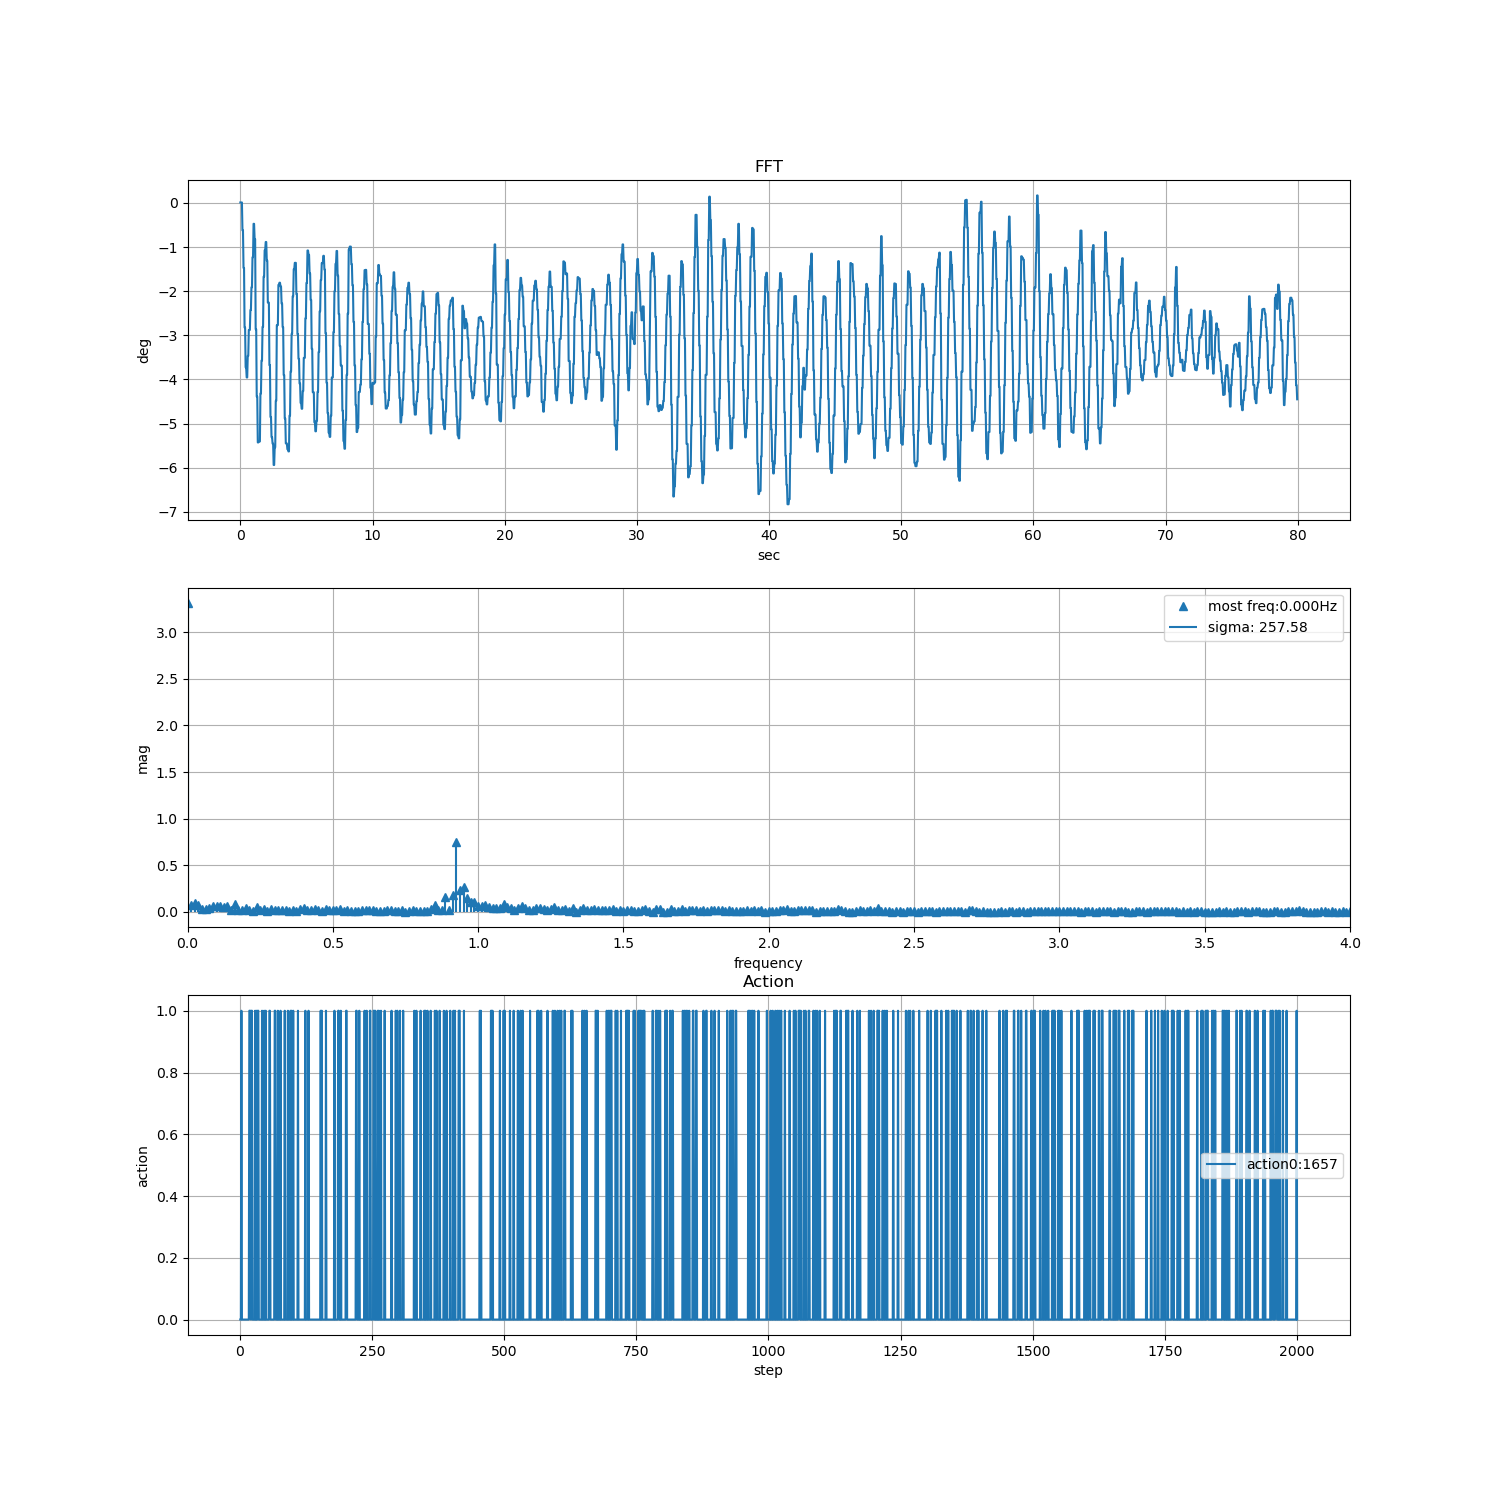 FFT
0
−1
−2
−3
−4
−5
−6
−7
deg
0 10 20 30 40 50 60 70 80
sec
most freq:0.000Hz
sigma: 257.58
3.0
2.5
2.0
1.5
1.0
0.5
0.0
mag
0.0 0.5 1.0 1.5 2.0 2.5 3.0 3.5 4.0
frequency
Action
1.0
0.8
0.6
0.4
0.2
0.0
action
action0:1657
0 250 500 750 1000 1250 1500 1750 2000
step